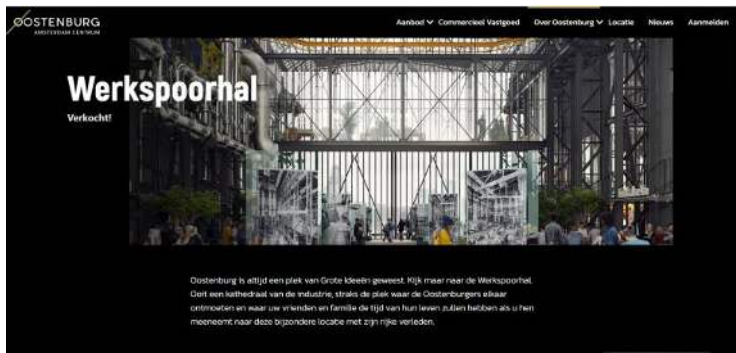 OOSTENBURG
AMSTERDAM CENTRUM
Aanbod Commercieel Vastgoed Over Oostenburg Locatie Nieuws Aanmelden
Werkspoorhal
Verkocht!
Oostenburg is altijd een plek van Grote Ideeën geweest. Kijk maar naar de Werkspoorhal.
Ooit een kathedraal van de industrie, straks de plek waar de Oostenburgers elkaar
ontmoeten en waar uw vrienden en familie de tijd van hun leven zullen hebben als u hen
meeneemt naar deze bijzondere locatie met zijn rijke verleden.